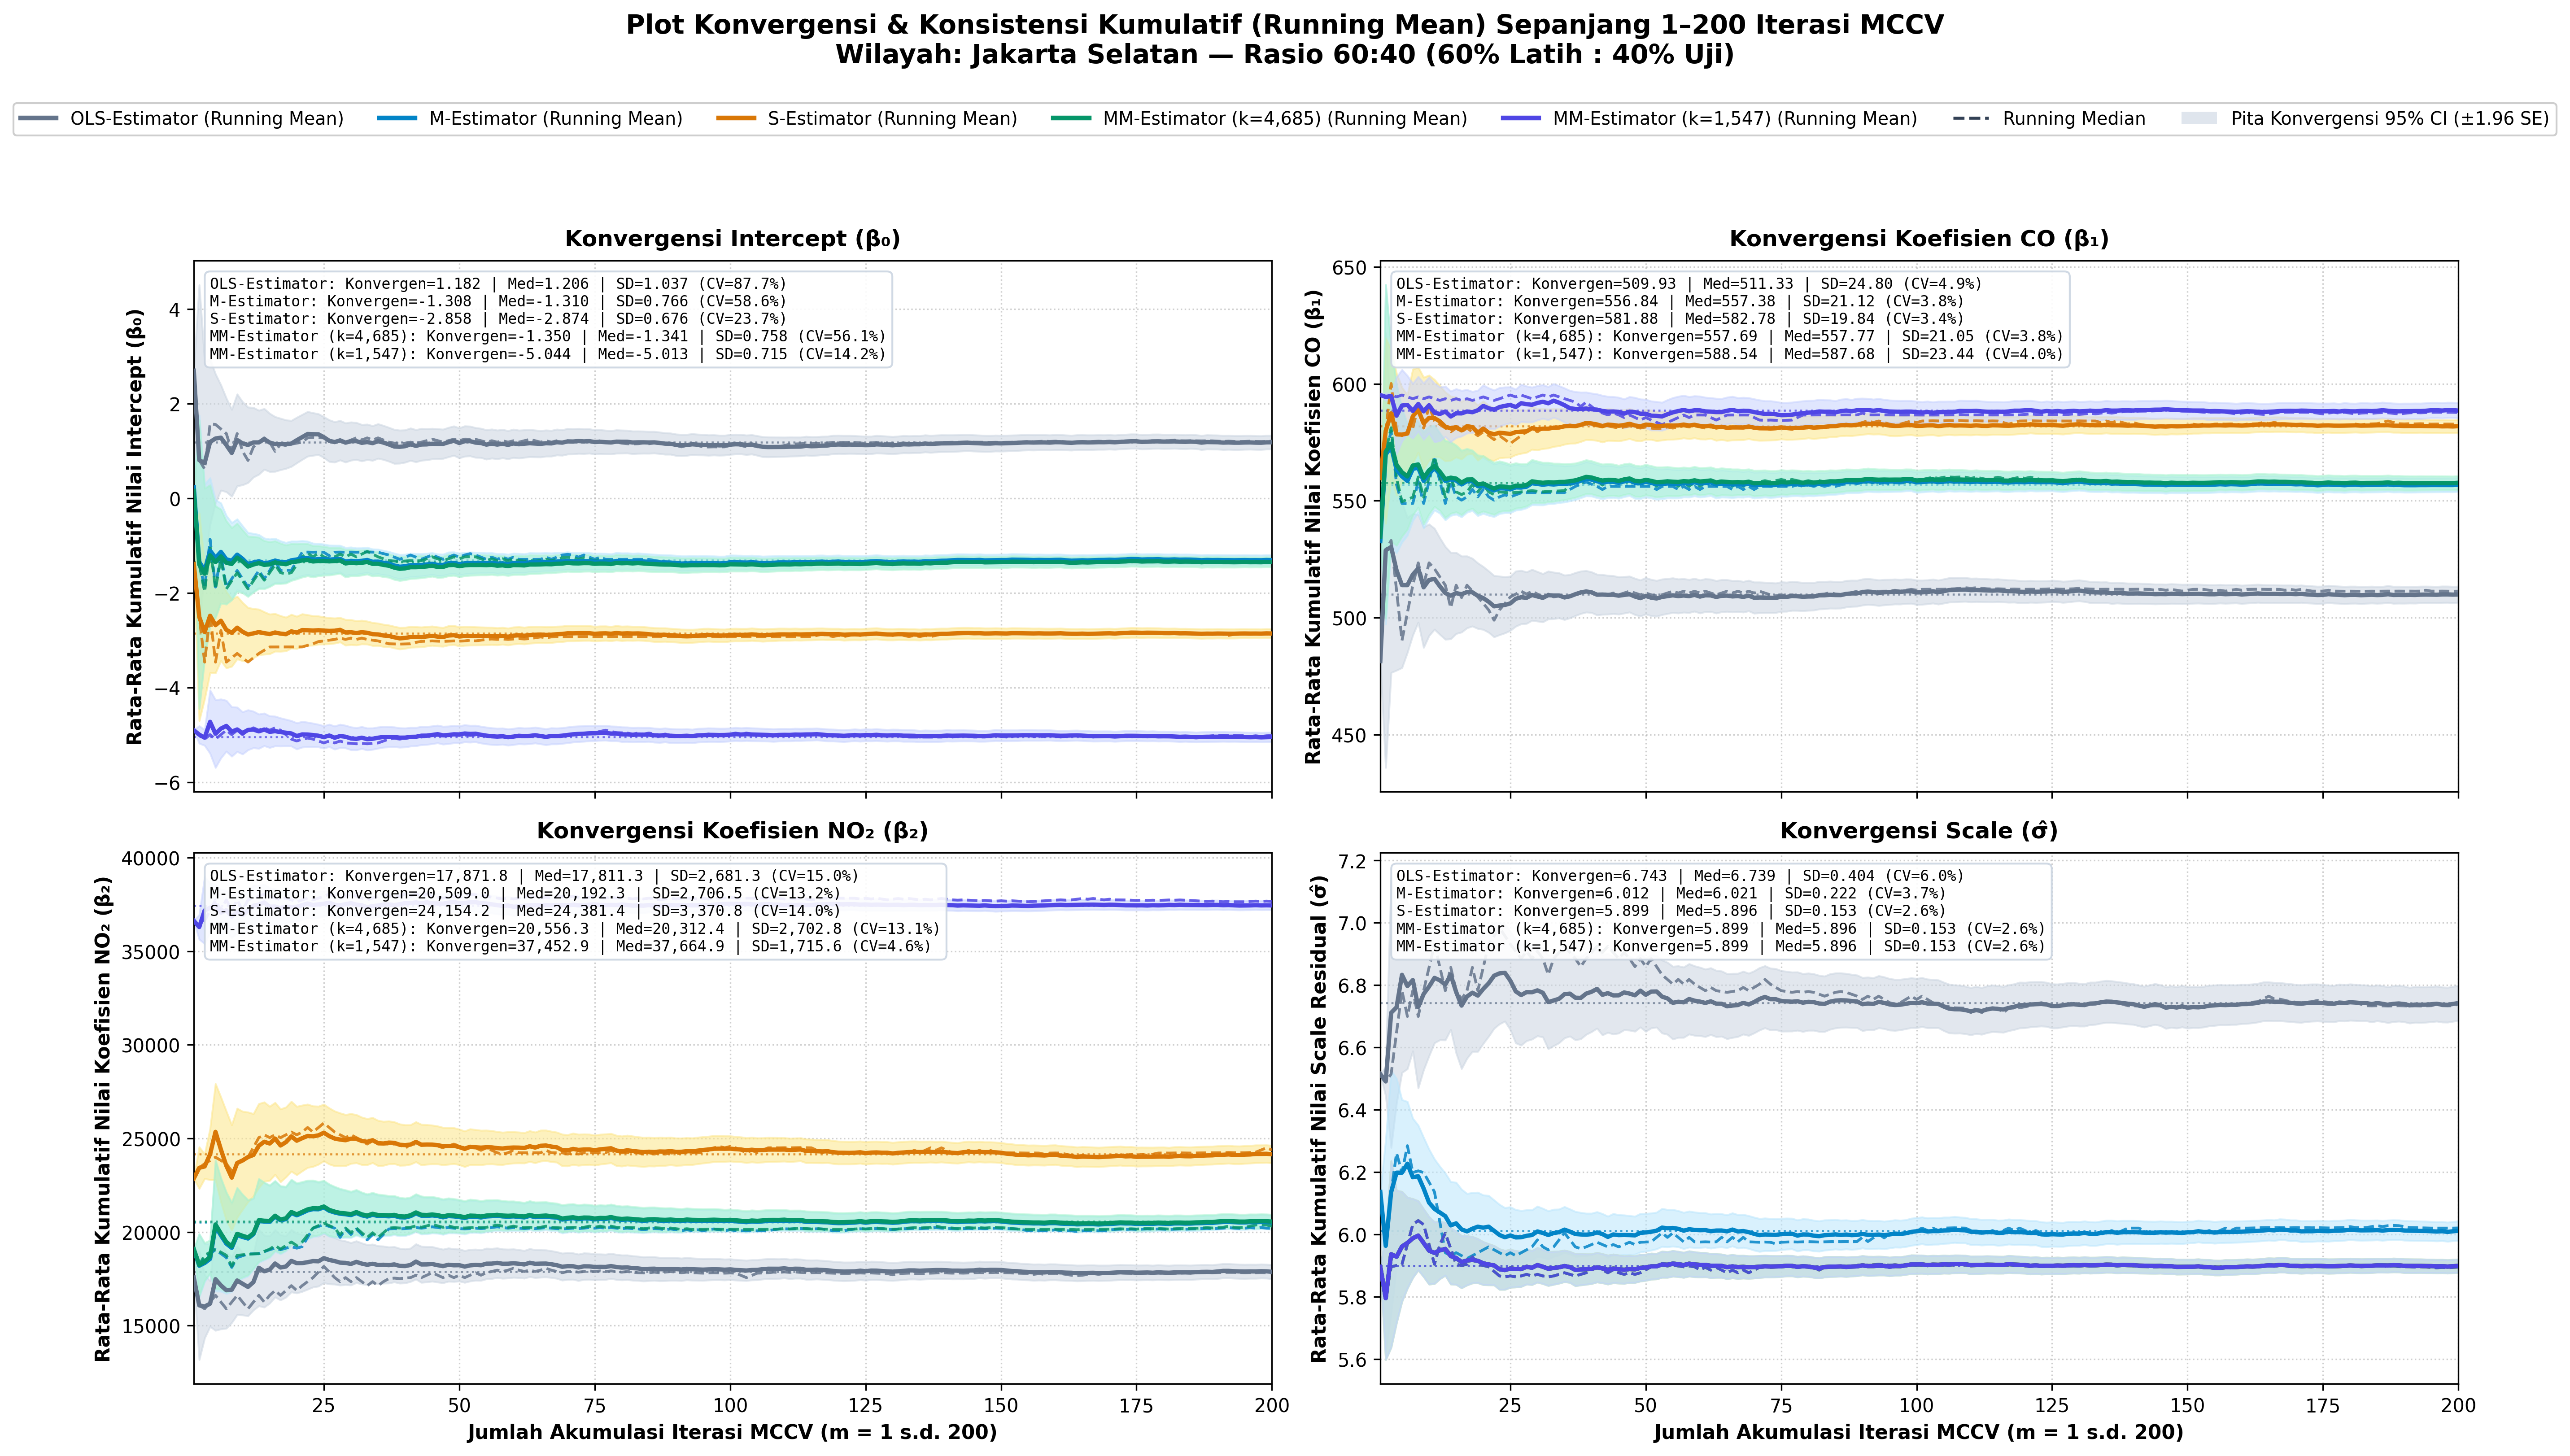 Plot Konvergensi & Konsistensi Kumulatif (Running Mean) Sepanjang 1–200 Iterasi MCCV
Wilayah: Jakarta Selatan — Rasio 60:40 (60% Latih : 40% Uji)
OLS-Estimator (Running Mean)
M-Estimator (Running Mean)
S-Estimator (Running Mean)
MM-Estimator (k=4,685) (Running Mean)
MM-Estimator (k=1,547) (Running Mean)
Running Median
Pita Konvergensi 95% CI (±1.96 SE)
Konvergensi Intercept (β₀)
OLS-Estimator: Konvergen=1.182 | Med=1.206 | SD=1.037 (CV=87.7%)
M-Estimator: Konvergen=-1.308 | Med=-1.310 | SD=0.766 (CV=58.6%)
S-Estimator: Konvergen=-2.858 | Med=-2.874 | SD=0.676 (CV=23.7%)
MM-Estimator (k=4,685): Konvergen=-1.350 | Med=-1.341 | SD=0.758 (CV=56.1%)
MM-Estimator (k=1,547): Konvergen=-5.044 | Med=-5.013 | SD=0.715 (CV=14.2%)
Rata-Rata Kumulatif Nilai Intercept (β₀)
4
2
0
−2
−4
−6
Konvergensi Koefisien CO (β₁)
OLS-Estimator: Konvergen=509.93 | Med=511.33 | SD=24.80 (CV=4.9%)
M-Estimator: Konvergen=556.84 | Med=557.38 | SD=21.12 (CV=3.8%)
S-Estimator: Konvergen=581.88 | Med=582.78 | SD=19.84 (CV=3.4%)
MM-Estimator (k=4,685): Konvergen=557.69 | Med=557.77 | SD=21.05 (CV=3.8%)
MM-Estimator (k=1,547): Konvergen=588.54 | Med=587.68 | SD=23.44 (CV=4.0%)
Rata-Rata Kumulatif Nilai Koefisien CO (β₁)
650
600
550
500
450
Konvergensi Koefisien NO₂ (β₂)
OLS-Estimator: Konvergen=17,871.8 | Med=17,811.3 | SD=2,681.3 (CV=15.0%)
M-Estimator: Konvergen=20,509.0 | Med=20,192.3 | SD=2,706.5 (CV=13.2%)
S-Estimator: Konvergen=24,154.2 | Med=24,381.4 | SD=3,370.8 (CV=14.0%)
MM-Estimator (k=4,685): Konvergen=20,556.3 | Med=20,312.4 | SD=2,702.8 (CV=13.1%)
MM-Estimator (k=1,547): Konvergen=37,452.9 | Med=37,664.9 | SD=1,715.6 (CV=4.6%)
Rata-Rata Kumulatif Nilai Koefisien NO₂ (β₂)
40000
35000
30000
25000
20000
15000
25 50 75 100 125 150 175 200
Jumlah Akumulasi Iterasi MCCV (m = 1 s.d. 200)
Konvergensi Scale (σ̂)
OLS-Estimator: Konvergen=6.743 | Med=6.739 | SD=0.404 (CV=6.0%)
M-Estimator: Konvergen=6.012 | Med=6.021 | SD=0.222 (CV=3.7%)
S-Estimator: Konvergen=5.899 | Med=5.896 | SD=0.153 (CV=2.6%)
MM-Estimator (k=4,685): Konvergen=5.899 | Med=5.896 | SD=0.153 (CV=2.6%)
MM-Estimator (k=1,547): Konvergen=5.899 | Med=5.896 | SD=0.153 (CV=2.6%)
Rata-Rata Kumulatif Nilai Scale Residual (σ̂)
7.2
7.0
6.8
6.6
6.4
6.2
6.0
5.8
5.6
25 50 75 100 125 150 175 200
Jumlah Akumulasi Iterasi MCCV (m = 1 s.d. 200)